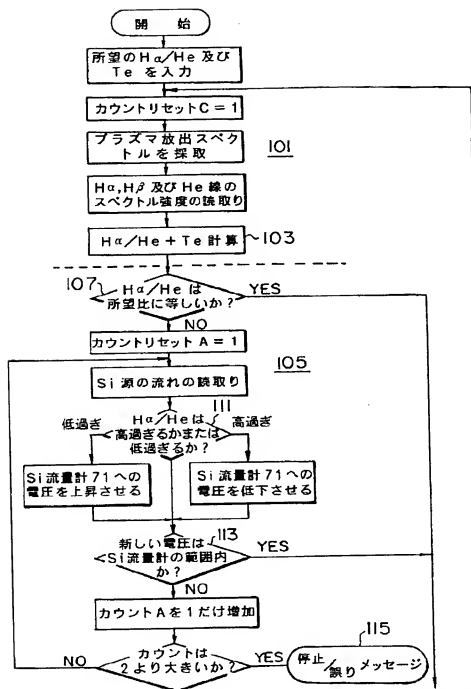 開 始
所望のHα/He及び
Teを入力
カウントリセットC=1
プラズマ放出スペク
トルを採取
101
Hα,Hβ及びHe線の
スペクトル強度の読取り
Hα/He+Te計算
103
107
Hα/Heは
所望比に等しいか?
YES
NO
カウントリセットA=1
105
Si源の流れの読取り
Hα/Heは
高過ぎるかまたは
低過ぎるか?
111
低過ぎ
高過ぎ
Si流量計71への
電圧を上昇させる
Si流量計71への
電圧を低下させる
新しい電圧は
Si流量計の範囲内
か?
113
YES
NO
カウントAを1だけ増加
カウントは
2より大きいか?
NO
YES
115
停止/誤りメッセージ